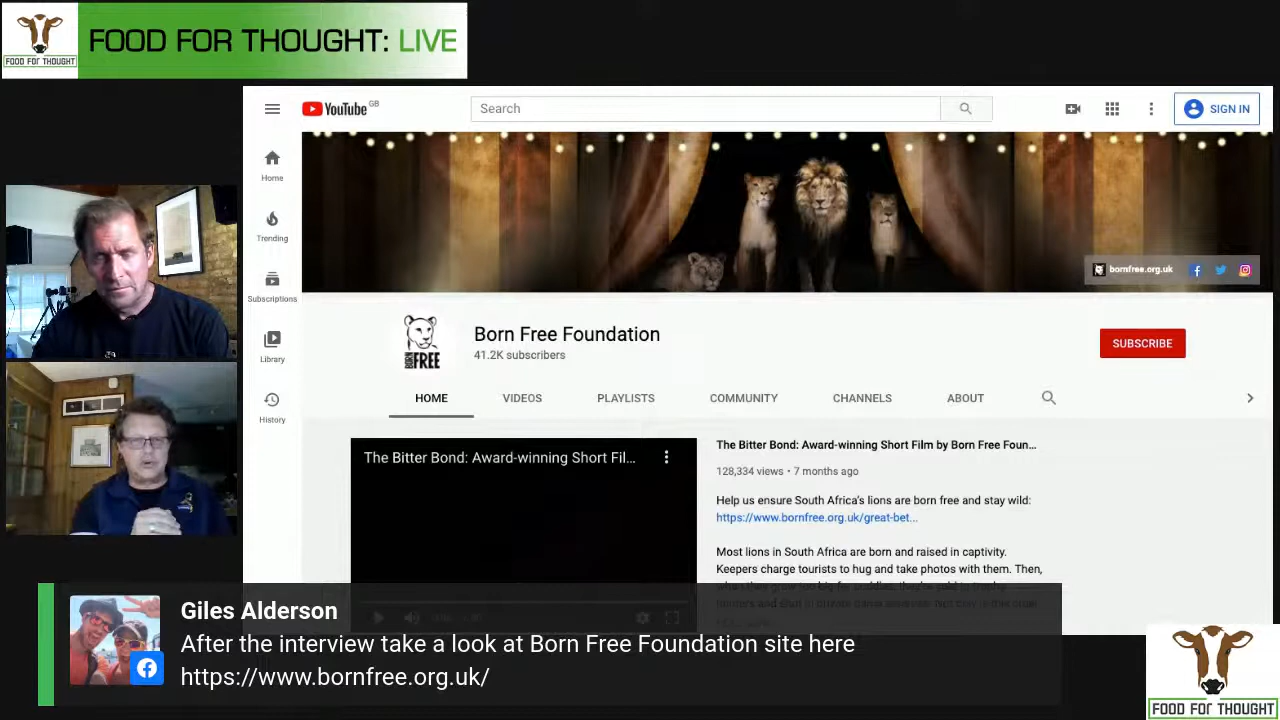 FOOD FOR THOUGHT
FOOD FOR THOUGHT: LIVE
YouTube GB
Search
SIGN IN
Home
Trending
Subscriptions
Library
History
bornfree.org.uk
BORN FREE
Born Free Foundation
41.2K subscribers
SUBSCRIBE
HOME
VIDEOS
PLAYLISTS
COMMUNITY
CHANNELS
ABOUT
The Bitter Bond: Award-winning Short Fil...
The Bitter Bond: Award-winning Short Film by Born Free Foun...
128,334 views • 7 months ago
Help us ensure South Africa's lions are born free and stay wild:
https://www.bornfree.org.uk/great-bet...
Most lions in South Africa are born and raised in captivity.
Keepers charge tourists to hug and take photos with them. Then,
Giles Alderson
After the interview take a look at Born Free Foundation site here
https://www.bornfree.org.uk/
FOOD FOR THOUGHT